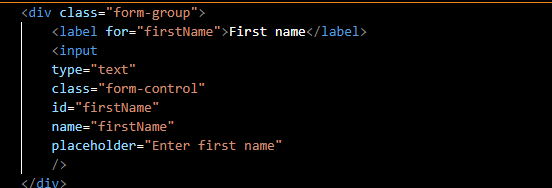 <div class="form-group">
<label for="firstName">First name</label>
<input
type="text"
class="form-control"
id="firstName"
name="firstName"
placeholder="Enter first name"
/>
</div>